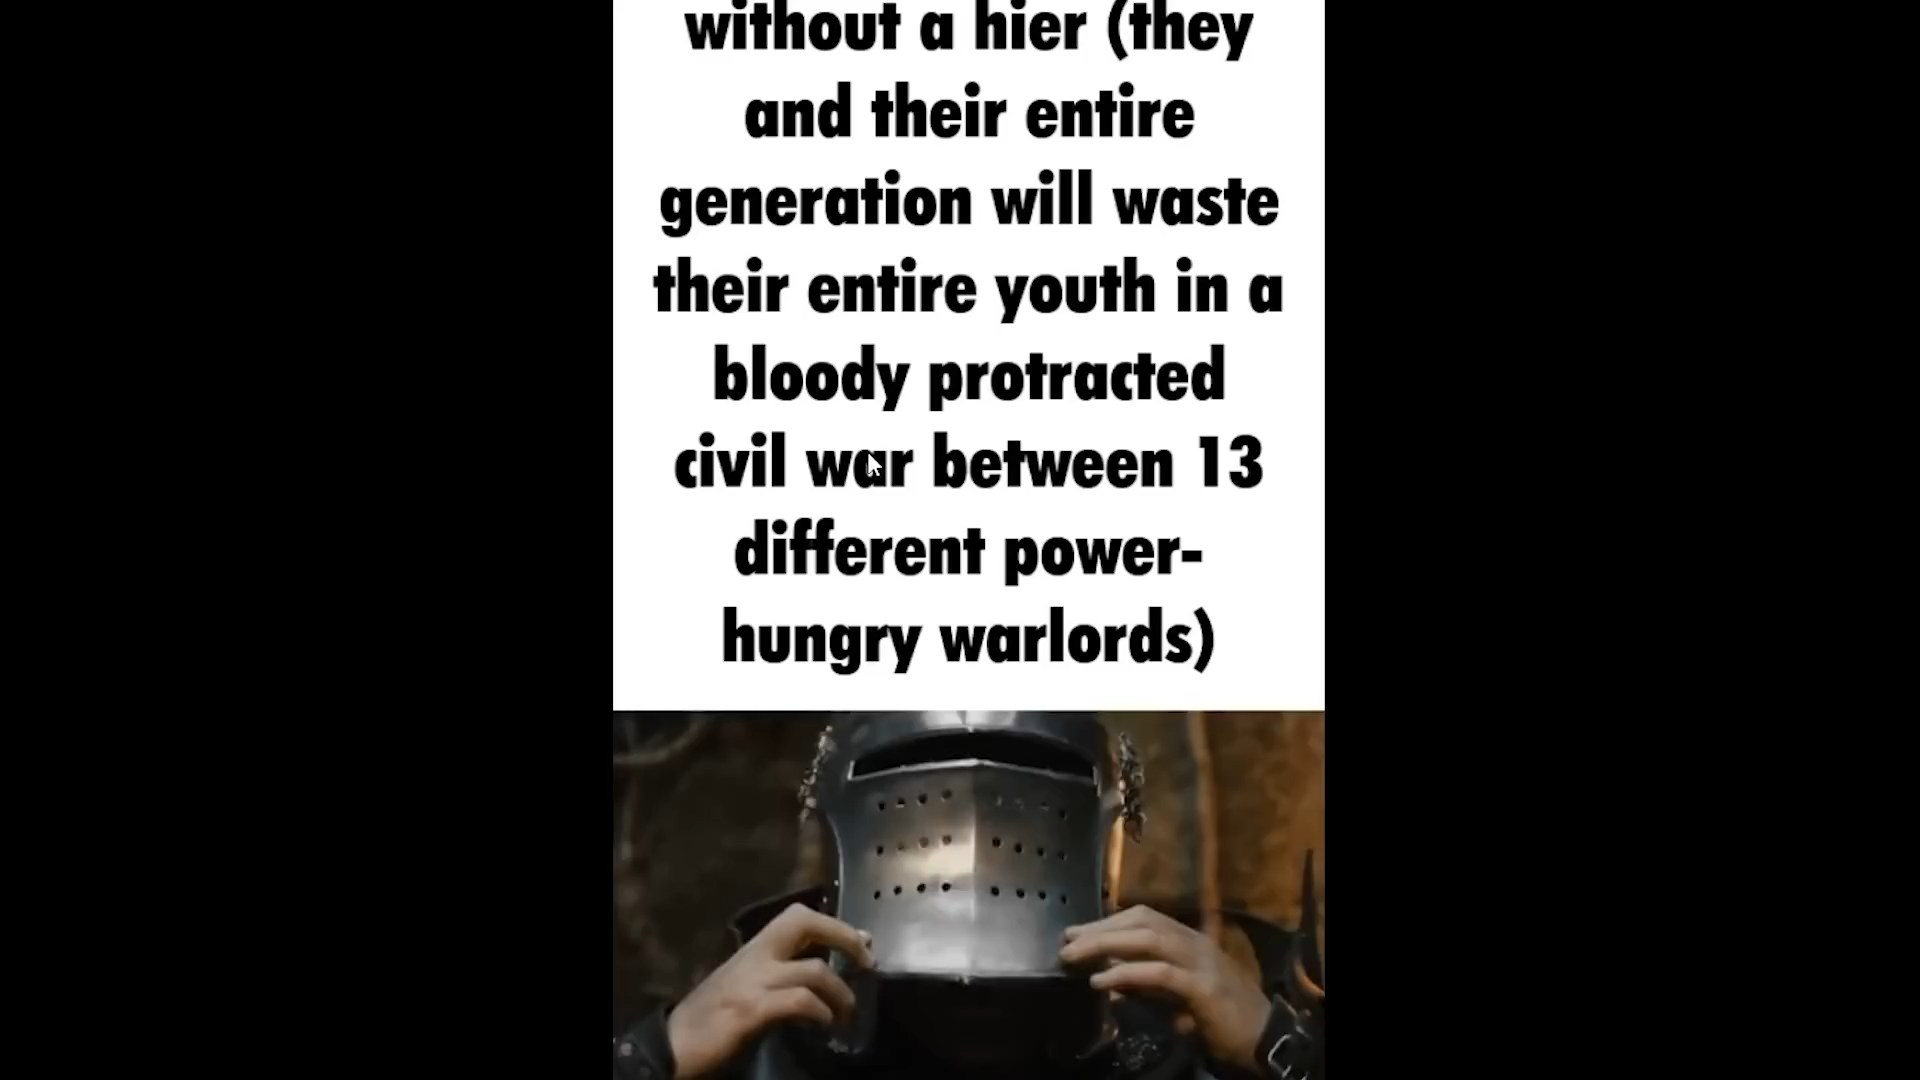 without a hier (they
and their entire
generation will waste
their entire youth in a
bloody protracted
civil war between 13
different power-
hungry warlords)